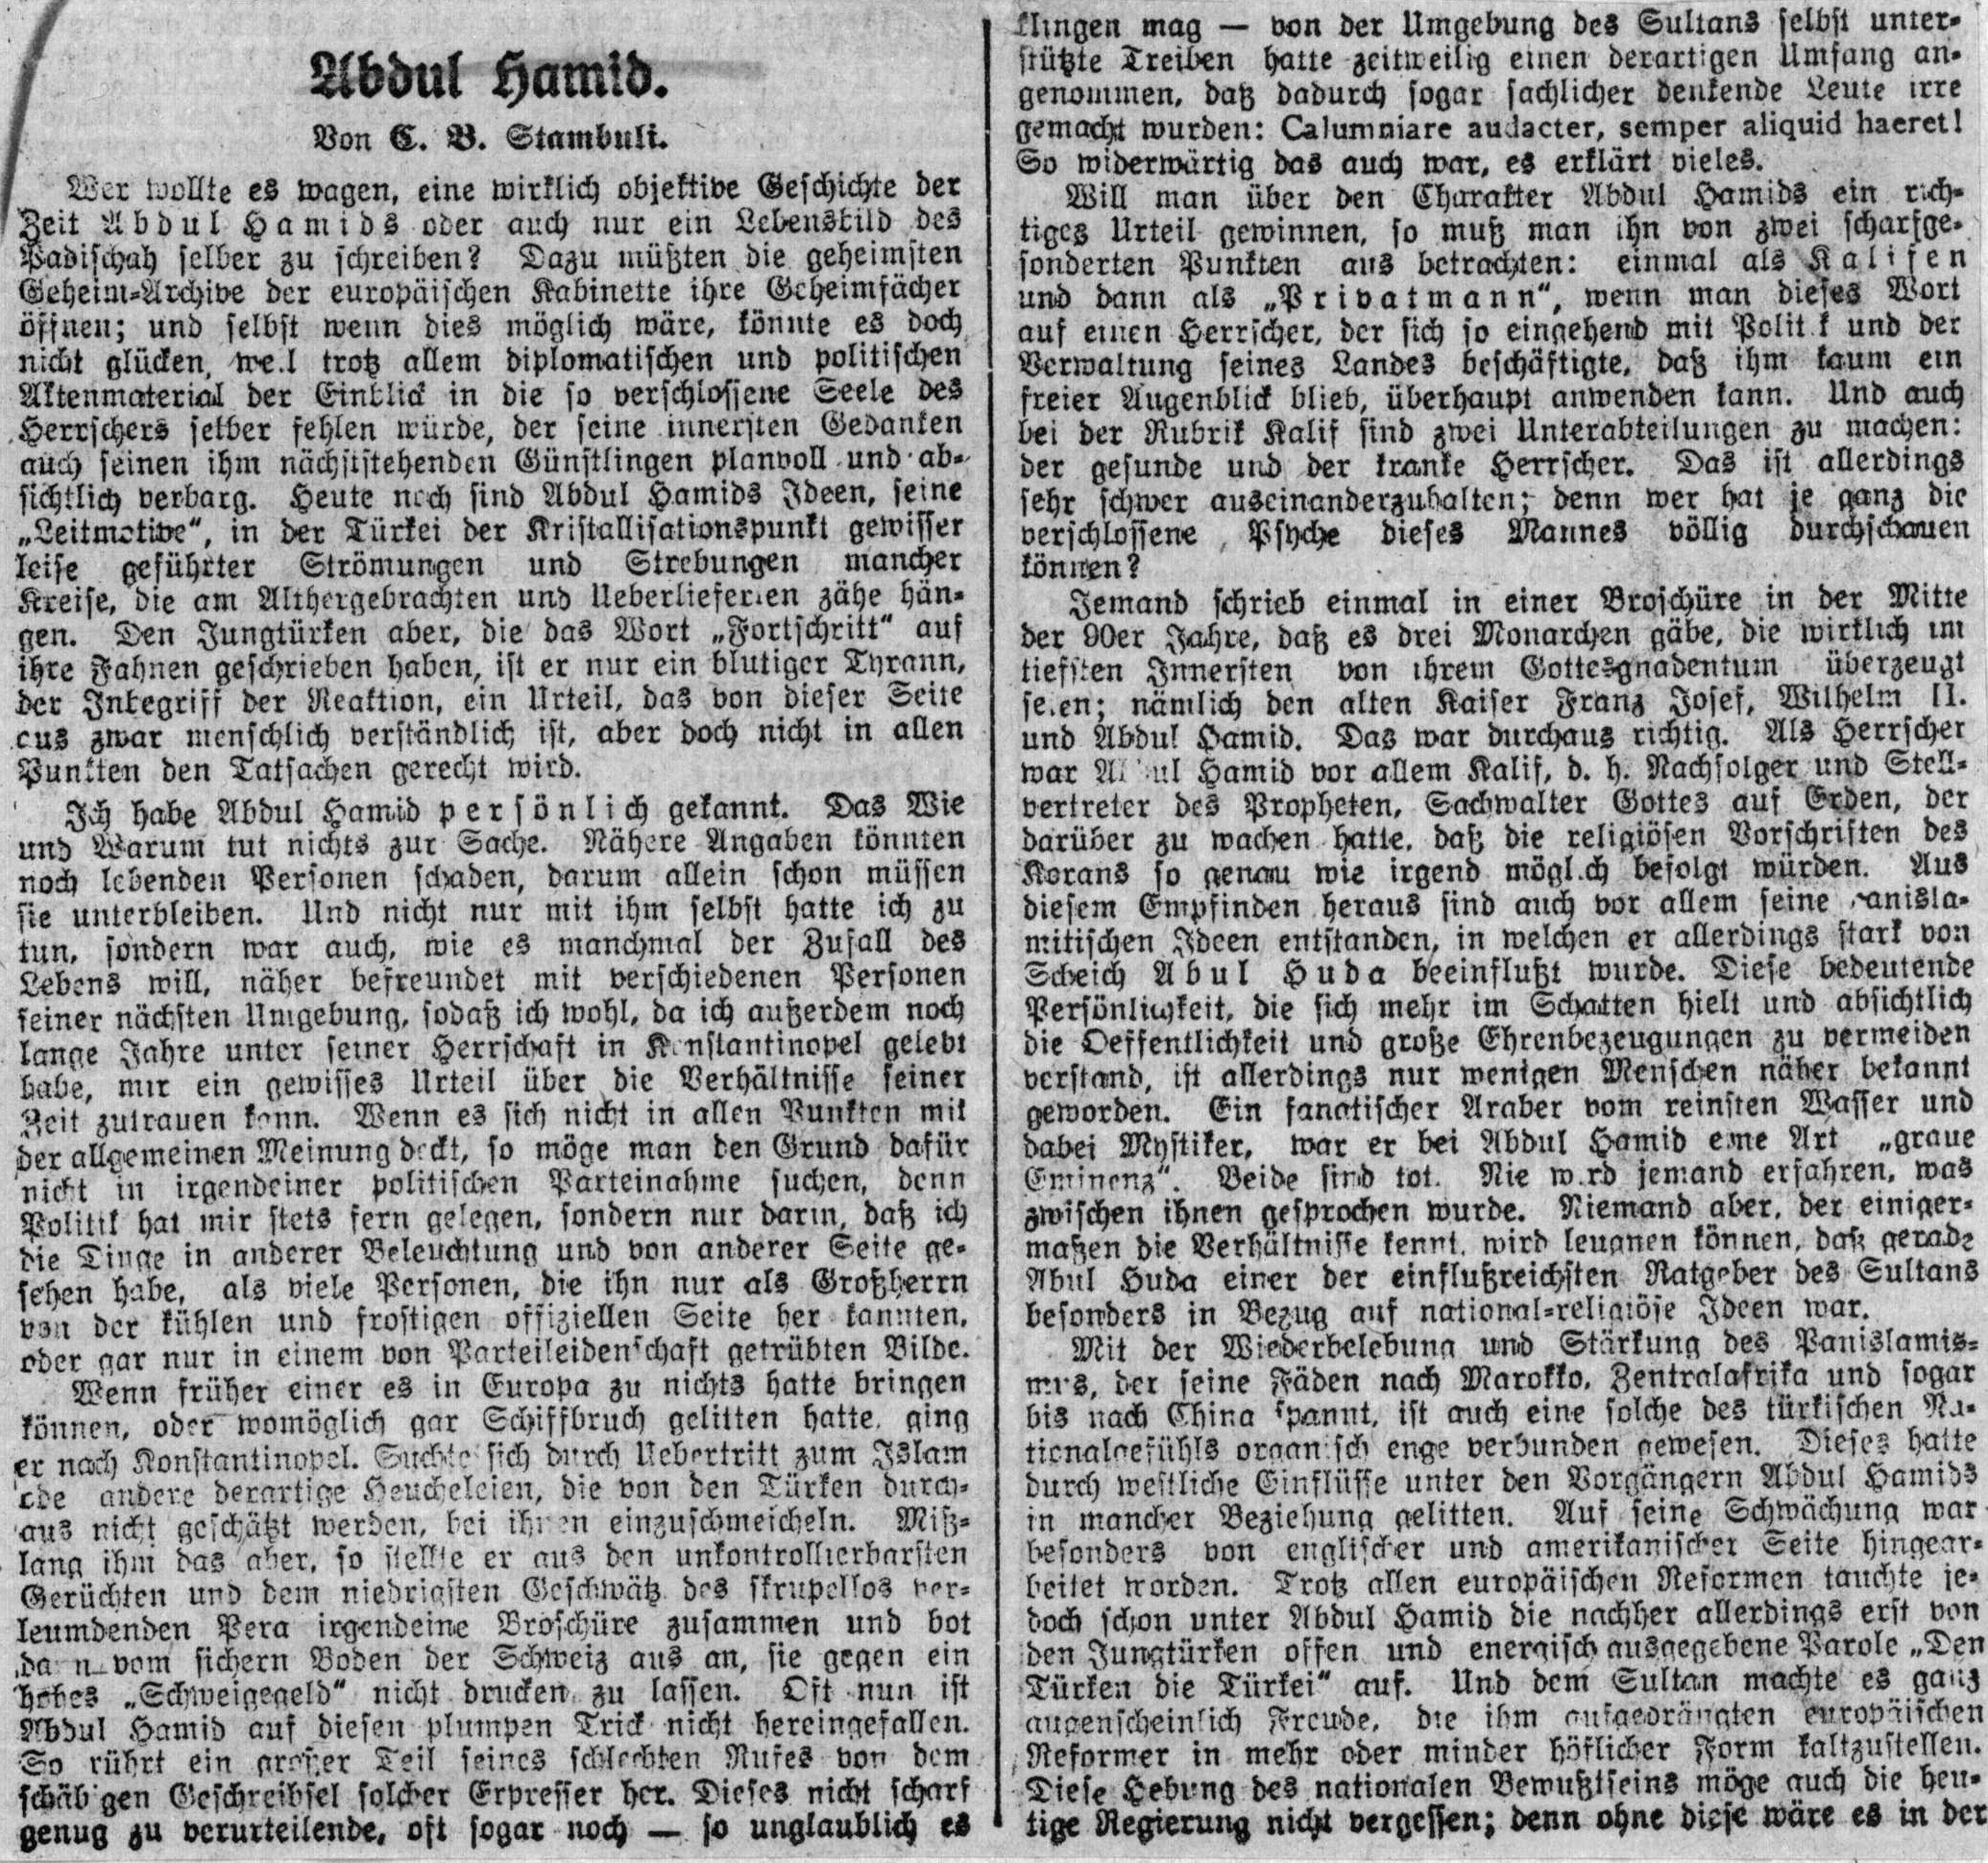 Abdul Hamid.
Von C. B. Stambuli.
Wer wollte es wagen, eine wirklich objektive Geschichte der
Zeit Abdul Hamids oder auch nur ein Lebensbild des
Padischah selber zu schreiben? Dazu müßten die geheimsten
Geheim-Archive der europäischen Kabinette ihre Geheimfächer
öffnen; und selbst wenn dies möglich wäre, könnte es doch
nicht glücken, weil trotz allem diplomatischen und politischen
Aktenmaterial der Einblick in die so verschlossene Seele des
Herrschers selber fehlen würde, der seine innersten Gedanken
auch seinen ihm nächststehenden Günstlingen planvoll und ab-
sichtlich verbarg. Heute noch sind Abdul Hamids Ideen, seine
„Leitmotive“, in der Türkei der Kristallisationspunkt gewisser
leise geführter Strömungen und Strebungen mancher
Kreise, die am Althergebrachten und Ueberlieferten zähe hän-
gen. Den Jungtürken aber, die das Wort „Fortschritt“ auf
ihre Fahnen geschrieben haben, ist er nur ein blutiger Tyrann,
der Inbegriff der Reaktion, ein Urteil, das von dieser Seite
aus zwar menschlich verständlich ist, aber doch nicht in allen
Punkten den Tatsachen gerecht wird.
Ich habe Abdul Hamid persönlich gekannt. Das Wie
und Warum tut nichts zur Sache. Nähere Angaben könnten
noch lebenden Personen schaden, darum allein schon müssen
sie unterbleiben. Und nicht nur mit ihm selbst hatte ich zu
tun, sondern war auch, wie es manchmal der Zufall des
Lebens will, näher befreundet mit verschiedenen Personen
seiner nächsten Umgebung, sodaß ich wohl, da ich außerdem noch
lange Jahre unter seiner Herrschaft in Konstantinopel gelebt
habe, mir ein gewisses Urteil über die Verhältnisse seiner
Zeit zutrauen kann. Wenn es sich nicht in allen Punkten mit
der allgemeinen Meinung deckt, so möge man den Grund dafür
nicht in irgendeiner politischen Parteinahme suchen, denn
Politik hat mir stets fern gelegen, sondern nur darin, daß ich
die Dinge in anderer Beleuchtung und von anderer Seite ge-
sehen habe, als viele Personen, die ihn nur als Großherrn
von der kühlen und frostigen offiziellen Seite her kannten,
oder gar nur in einem von Parteileidenschaft getrübten Bilde.
Wenn früher einer es in Europa zu nichts hatte bringen
können, oder womöglich gar Schiffbruch gelitten hatte, ging
er nach Konstantinopel. Suchte sich durch Uebertritt zum Islam
ode andere derartige Heucheleien, die von den Türken durch-
aus nicht geschätzt werden, bei ihnen einzuschmeicheln. Miß-
lang ihm das aber, so stellte er aus den unkontrollierbarsten
Gerüchten und dem niedrigsten Geschwätz des skrupellos ver-
leumdenden Pera irgendeine Broschüre zusammen und bot
dann vom sichern Boden der Schweiz aus an, sie gegen ein
hohes „Schweigegeld“ nicht drucken zu lassen. Oft nun ist
Abdul Hamid auf diesen plumpen Trick nicht hereingefallen.
So rührt ein großer Teil seines schlechten Rufes von dem
schäbigen Geschreibsel solcher Erpresser her. Dieses nicht scharf
genug zu verurteilende, oft sogar noch — so unglaublich es
klingen mag — von der Umgebung des Sultans selbst unter-
stützte Treiben hatte zeitweilig einen derartigen Umfang an-
genommen, daß dadurch sogar sachlicher denkende Leute irre
gemacht wurden: Calumniare audacter, semper aliquid haeret!
So widerwärtig das auch war, es erklärt vieles.
Will man über den Charakter Abdul Hamids ein rich-
tiges Urteil gewinnen, so muß man ihn von zwei scharfge-
sonderten Punkten aus betrachten: einmal als Kalifen
und dann als „Privatmann“, wenn man dieses Wort
auf einen Herrscher, der sich so eingehend mit Politik und der
Verwaltung seines Landes beschäftigte, daß ihm kaum ein
freier Augenblick blieb, überhaupt anwenden kann. Und auch
bei der Rubrik Kalif sind zwei Unterabteilungen zu machen:
der gesunde und der kranke Herrscher. Das ist allerdings
sehr schwer auseinanderzuhalten; denn wer hat je ganz die
verschlossene Psyche dieses Mannes völlig durchschauen
können?
Jemand schrieb einmal in einer Broschüre in der Mitte
der 90er Jahre, daß es drei Monarchen gäbe, die wirklich im
tiefsten Innersten von ihrem Gottesgnadentum überzeugt
seien; nämlich den alten Kaiser Franz Josef, Wilhelm II.
und Abdul Hamid. Das war durchaus richtig. Als Herrscher
war Abdul Hamid vor allem Kalif, d. h. Nachfolger und Stell-
vertreter des Propheten, Sachwalter Gottes auf Erden, der
darüber zu wachen hatte, daß die religiösen Vorschriften des
Korans so genau wie irgend möglich befolgt würden. Aus
diesem Empfinden heraus sind auch vor allem seine panisla-
mitischen Ideen entstanden, in welchen er allerdings stark von
Scheich Abul Huda beeinflußt wurde. Diese bedeutende
Persönlichkeit, die sich mehr im Schatten hielt und absichtlich
die Oeffentlichkeit und große Ehrenbezeugungen zu vermeiden
verstand, ist allerdings nur wenigen Menschen näher bekannt
geworden. Ein fanatischer Araber vom reinsten Wasser und
dabei Mystiker, war er bei Abdul Hamid eine Art „graue
Eminenz“. Beide sind tot. Nie wird jemand erfahren, was
zwischen ihnen gesprochen wurde. Niemand aber, der einiger-
maßen die Verhältnisse kennt, wird leugnen können, daß gerade
Abul Huda einer der einflußreichsten Ratgeber des Sultans
besonders in Bezug auf national-religiöse Ideen war.
Mit der Wiederbelebung und Stärkung des Panislamis-
mus, der seine Fäden nach Marokko, Zentralafrika und sogar
bis nach China spannt, ist auch eine solche des türkischen Na-
tionalgefühls organisch enge verbunden gewesen. Dieses hatte
durch westliche Einflüsse unter den Vorgängern Abdul Hamids
in mancher Beziehung gelitten. Auf seine Schwächung war
besonders von englischer und amerikanischer Seite hingear-
beitet worden. Trotz allen europäischen Reformen tauchte je-
doch schon unter Abdul Hamid die nachher allerdings erst von
den Jungtürken offen und energisch ausgegebene Parole „Den
Türken die Türkei“ auf. Und dem Sultan machte es ganz
augenscheinlich Freude, die ihm aufgedrängten europäischen
Reformer in mehr oder minder höflicher Form kaltzustellen.
Diese Hebung des nationalen Bewußtseins möge auch die heu-
tige Regierung nicht vergessen; denn ohne diese wäre es in der